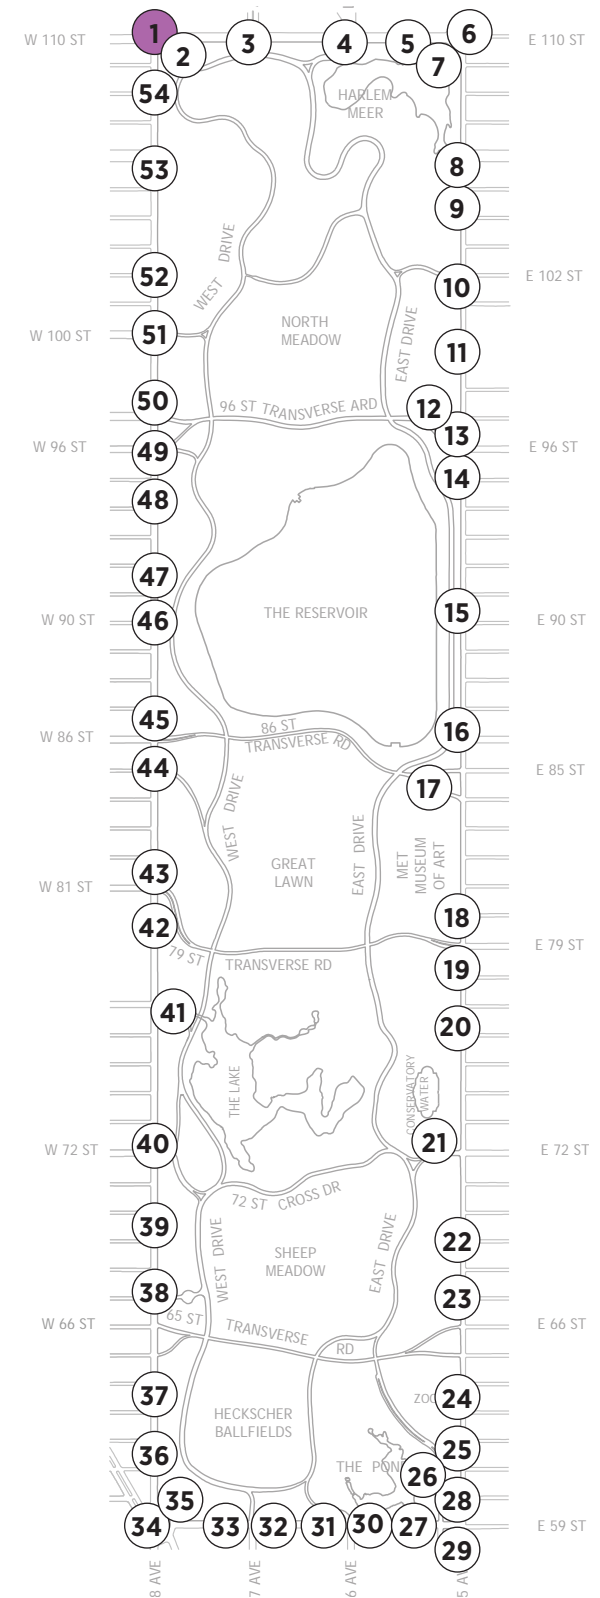 1
2
3
4
5
6
7
W 110 ST
E 110 ST
54
HARLEM
MEER
53
8
9
WEST DRIVE
52
10
E 102 ST
W 100 ST
51
NORTH
MEADOW
EAST DRIVE
11
50
96 ST TRANSVERSE ARD
12
13
W 96 ST
49
E 96 ST
14
48
47
W 90 ST
46
THE RESERVOIR
15
E 90 ST
45
W 86 ST
86 ST
TRANSVERSE RD
16
44
E 85 ST
17
WEST DRIVE
EAST DRIVE
GREAT
LAWN
MET
MUSEUM
OF ART
43
W 81 ST
42
18
79 ST
TRANSVERSE RD
E 79 ST
19
41
20
THE LAKE
CONSERVATORY
WATER
W 72 ST
40
21
E 72 ST
72 ST CROSS DR
39
WEST DRIVE
SHEEP
MEADOW
EAST DRIVE
22
38
23
W 66 ST
65 ST
TRANSVERSE
RD
E 66 ST
37
ZOO
24
HECKSCHER
BALLFIELDS
36
25
THE PON
26
35
28
34
33
32
31
30
27
E 59 ST
29
8 AVE
7 AVE
6 AVE
5 AV